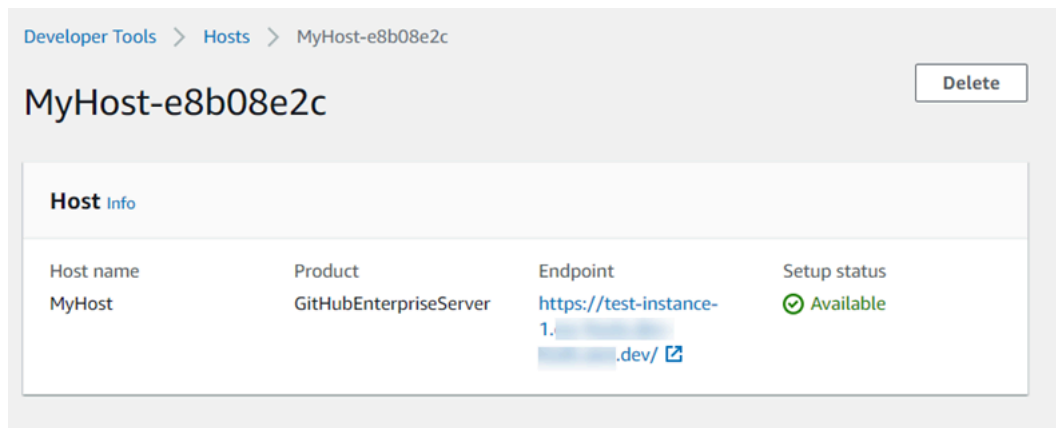 Developer Tools > Hosts > MyHost-e8b08e2c
MyHost-e8b08e2c
Delete
Host Info
Host name
MyHost
Product
GitHubEnterpriseServer
Endpoint
https://test-instance-
1.
.dev/
Setup status
Available